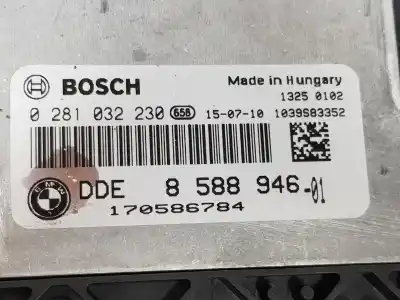 BOSCH
Made in Hungary
1325 0102
0 281 032 230 658 15-07-10 1039S83352
BMW
DDE 8 588 946-01
170586784